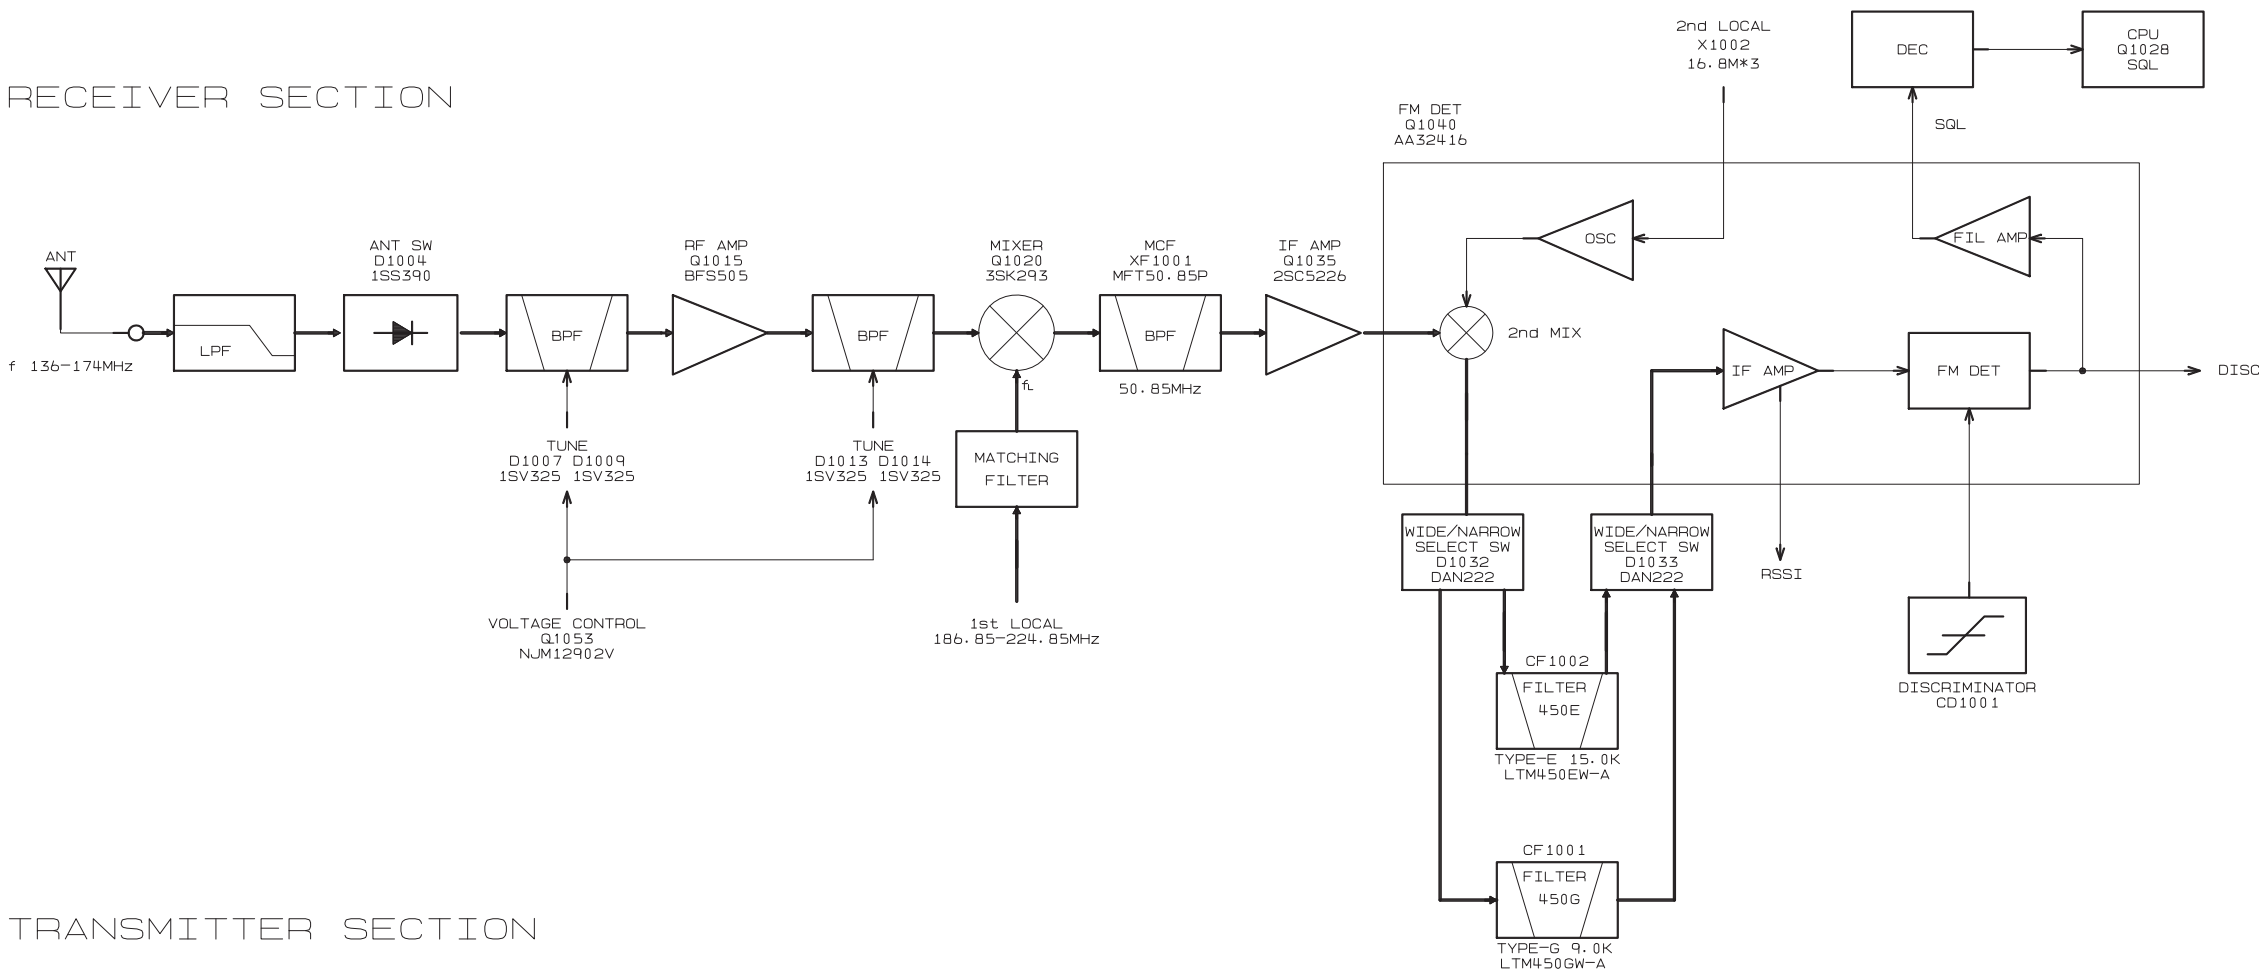 RECEIVER SECTION
2nd LOCAL
X1002
16.8M*3
DEC
CPU
Q1028
SQL
FM DET
Q1040
AA32416
SQL
ANT
f 136-174MHz
LPF
ANT SW
D1004
1SS390
BPF
RF AMP
Q1015
BFS505
BPF
MIXER
Q1020
3SK293
fL
MCF
XF1001
MFT50.85P
BPF
50.85MHz
IF AMP
Q1035
2SC5226
OSC
FIL AMP
2nd MIX
IF AMP
FM DET
DISC
TUNE
D1007 D1009
1SV325 1SV325
TUNE
D1013 D1014
1SV325 1SV325
MATCHING
FILTER
VOLTAGE CONTROL
Q1053
NJM12902V
1st LOCAL
186.85-224.85MHz
WIDE/NARROW
SELECT SW
D1032
DAN222
WIDE/NARROW
SELECT SW
D1033
DAN222
RSSI
CF1002
FILTER
450E
TYPE-E 15.0K
LTM450EW-A
DISCRIMINATOR
CD1001
CF1001
FILTER
450G
TYPE-G 9.0K
LTM450GW-A
TRANSMITTER SECTION